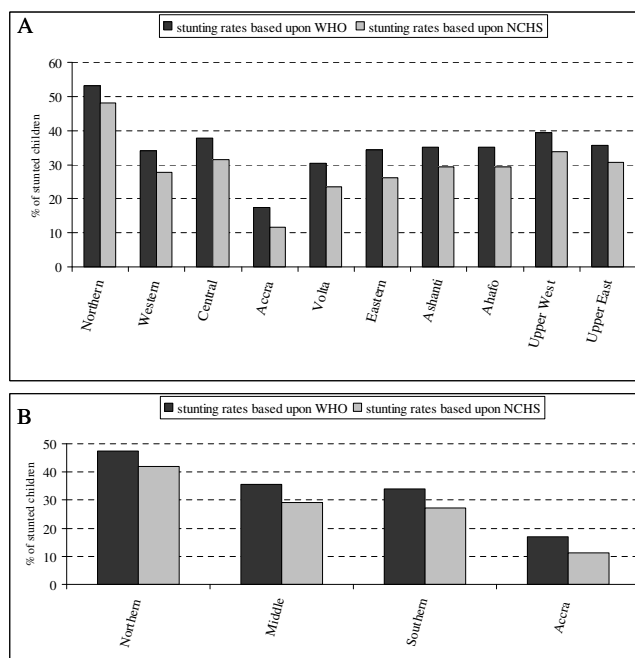 A
stunting rates based upon WHO stunting rates based upon NCHS
% of stunted children
60
50
40
30
20
10
0
Northern
Western
Central
Accra
Volta
Eastern
Ashanti
Ahafo
Upper West
Upper East
B
stunting rates based upon WHO stunting rates based upon NCHS
% of stunted children
50
40
30
20
10
0
Northern
Middle
Southern
Accra